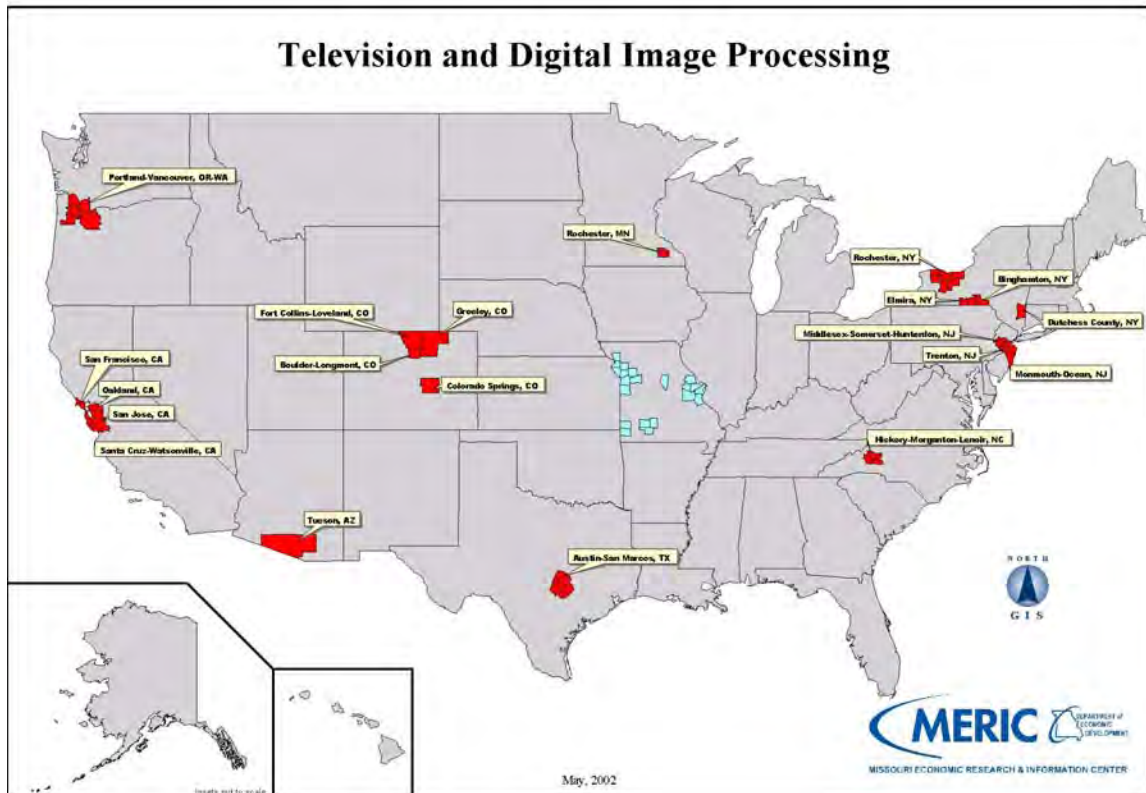 Television and Digital Image Processing
Portland-Vancouver, OR-WA
Rochester, MN
Rochester, NY
Binghamton, NY
Elmira, NY
Dutchess County, NY
Fort Collins-Loveland, CO
Greeley, CO
Middlesex-Somerset-Hunterdon, NJ
Boulder-Longmont, CO
Trenton, NJ
San Francisco, CA
Monmouth-Ocean, NJ
Colorado Springs, CO
Oakland, CA
San Jose, CA
Santa Cruz-Watsonville, CA
Hickory-Morganton-Lenoir, NC
Tucson, AZ
Austin-San Marcos, TX
NORTH
GIS
MERIC
DEPARTMENT of
ECONOMIC
DEVELOPMENT
MISSOURI ECONOMIC RESEARCH & INFORMATION CENTER
May, 2002